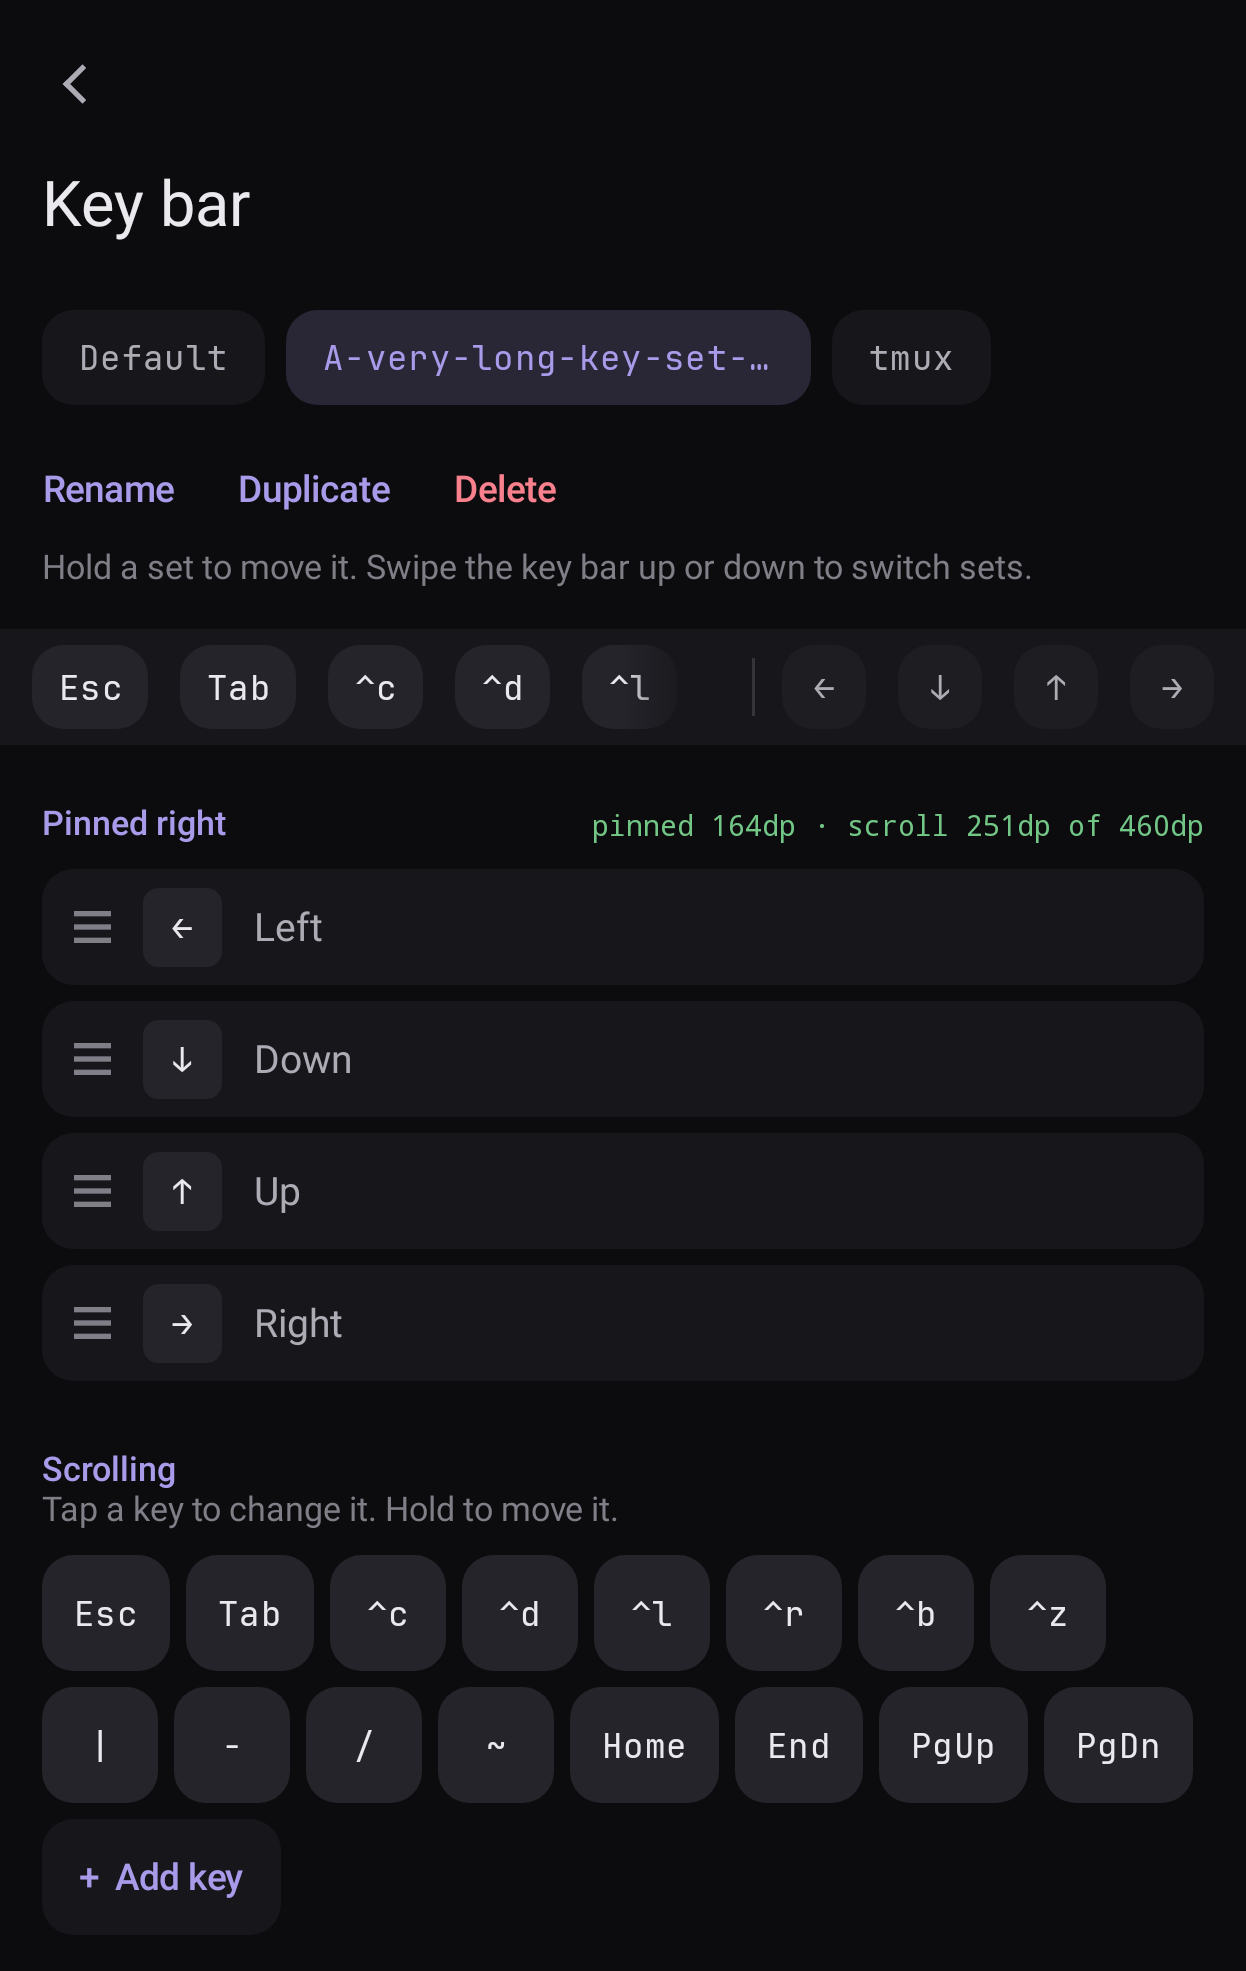 Key bar
Default A-very-long-key-set-… tmux
Rename Duplicate Delete
Hold a set to move it. Swipe the key bar up or down to switch sets.
Esc Tab ^c ^d ^l ← ↓ ↑ →
Pinned right pinned 164dp · scroll 251dp of 460dp
← Left
↓ Down
↑ Up
→ Right
Scrolling
Tap a key to change it. Hold to move it.
Esc Tab ^c ^d ^l ^r ^b ^z
| - / ~ Home End PgUp PgDn
+ Add key